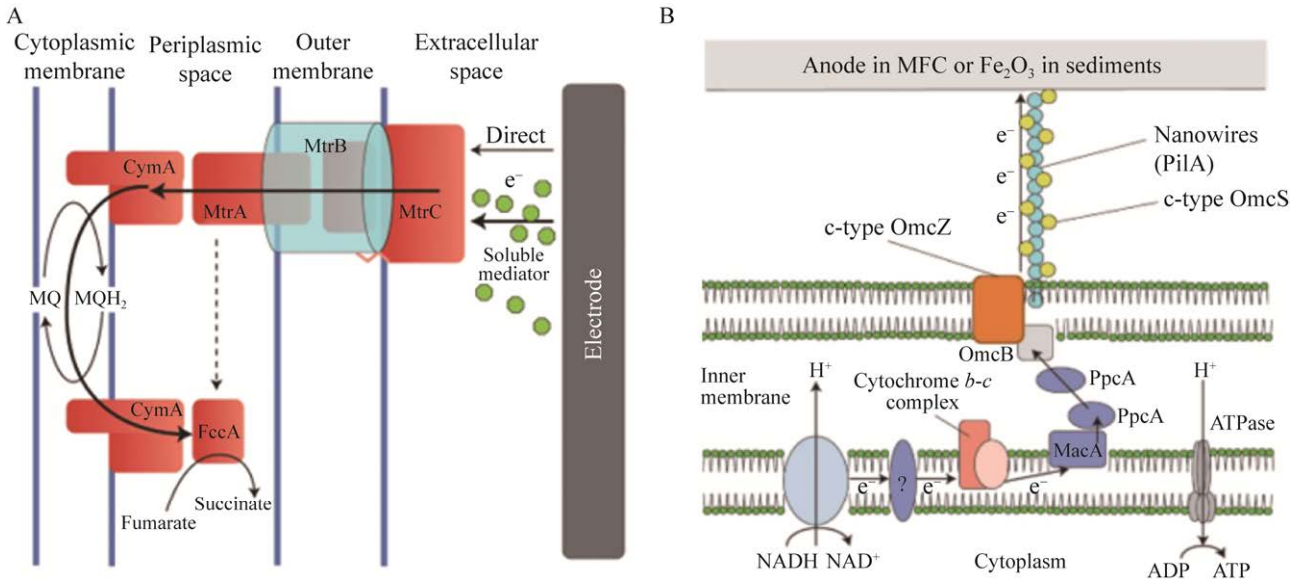 A
Cytoplasmic
membrane
Periplasmic
space
Outer
membrane
Extracellular
space
MtrB
Direct
CymA
e⁻
MtrA
MtrC
Soluble
mediator
MQ
MQH₂
Electrode
CymA
FccA
Succinate
Fumarate
B
Anode in MFC or Fe₂O₃ in sediments
e⁻
Nanowires
(PilA)
e⁻
c-type OmcS
e⁻
c-type OmcZ
OmcB
Inner
membrane
H⁺
Cytochrome b-c
complex
PpcA
H⁺
PpcA
ATPase
MacA
e⁻
?
e⁻
e⁻
NADH
NAD⁺
Cytoplasm
ADP
ATP